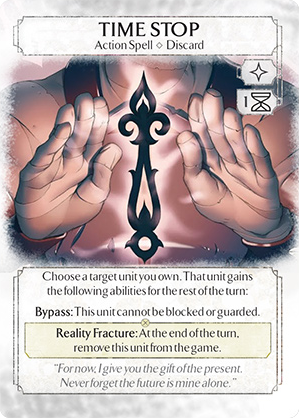 TIME STOP
Action Spell ◇ Discard
1
Choose a target unit you own. That unit gains
the following abilities for the rest of the turn:
Bypass: This unit cannot be blocked or guarded.
Reality Fracture: At the end of the turn,
remove this unit from the game.
"For now, I give you the gift of the present.
Never forget the future is mine alone."